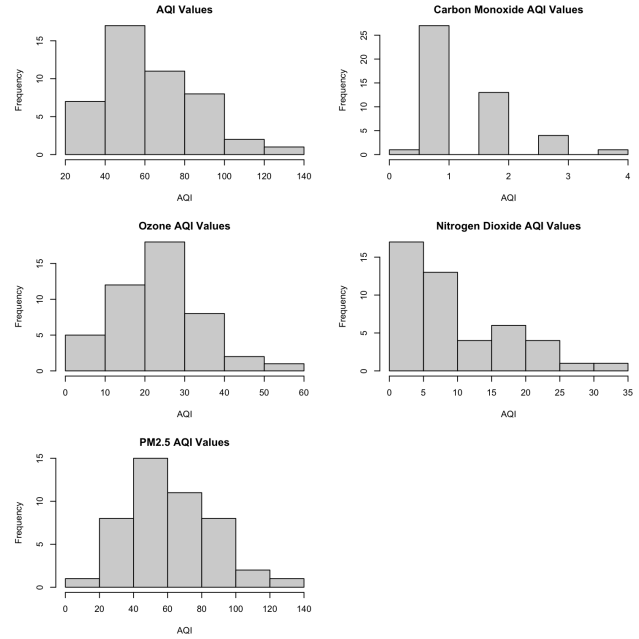 AQI Values
Frequency
0 5 10 15
20 40 60 80 100 120 140
AQI
Carbon Monoxide AQI Values
Frequency
0 5 10 15 20 25
0 1 2 3 4
AQI
Ozone AQI Values
Frequency
0 5 10 15
0 10 20 30 40 50 60
AQI
Nitrogen Dioxide AQI Values
Frequency
0 5 10 15
0 5 10 15 20 25 30 35
AQI
PM2.5 AQI Values
Frequency
0 5 10 15
0 20 40 60 80 100 120 140
AQI